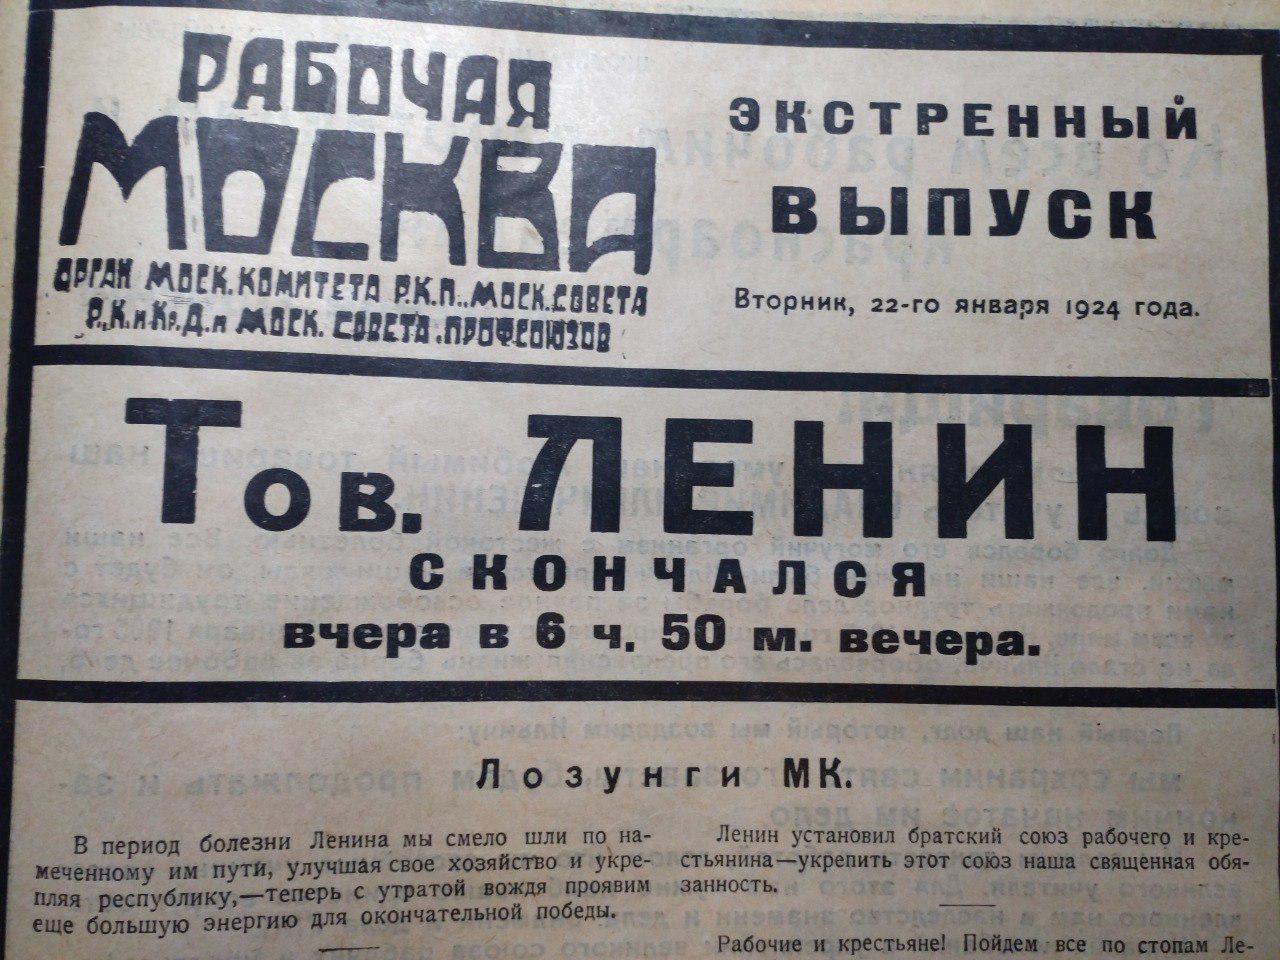 РАБОЧАЯ
МОСКВА
ОРГАН МОСК. КОМИТЕТА Р.К.П., МОСК. СОВЕТА
Р.,К. и Кр.Д. и МОСК. СОВЕТА ПРОФСОЮЗОВ
ЭКСТРЕННЫЙ
ВЫПУСК
Вторник, 22-го января 1924 года.
Тов. ЛЕНИН
СКОНЧАЛСЯ
вчера в 6 ч. 50 м. вечера.
Лозунги МК.
В период болезни Ленина мы смело шли по на-
меченному им пути, улучшая свое хозяйство и укре-
пляя республику,—теперь с утратой вождя проявим
еще большую энергию для окончательной победы.
Ленин установил братский союз рабочего и кре-
стьянина—укрепить этот союз наша священная обя-
занность.
Рабочие и крестьяне! Пойдем все по стопам Ле-